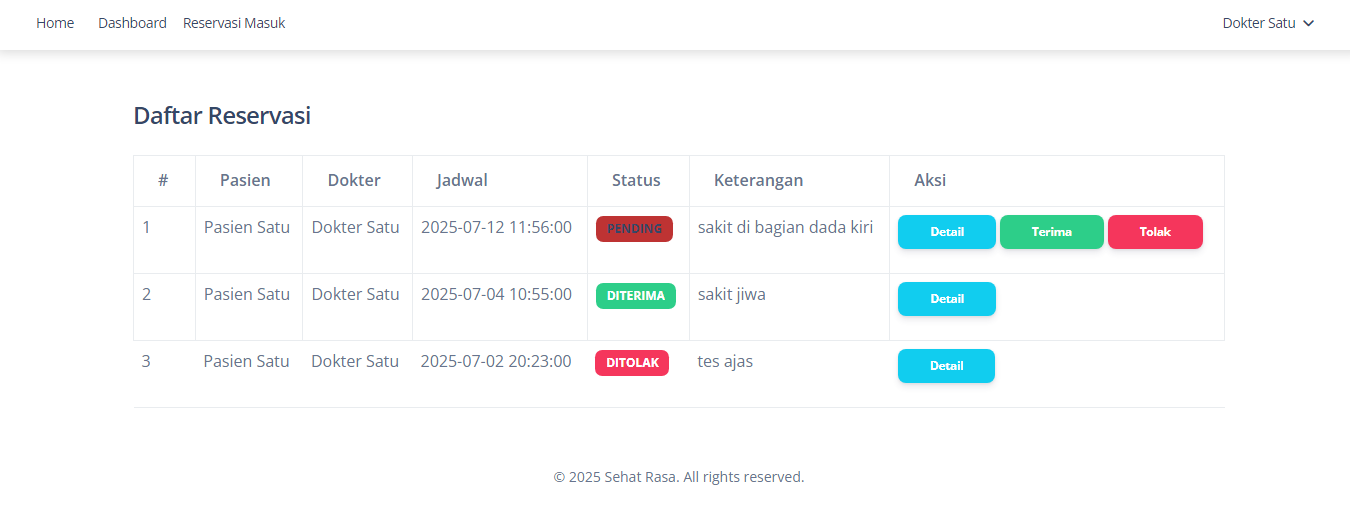 Home Dashboard Reservasi Masuk Dokter Satu
Daftar Reservasi
# Pasien Dokter Jadwal Status Keterangan Aksi
1 Pasien Satu Dokter Satu 2025-07-12 11:56:00 PENDING sakit di bagian dada kiri Detail Terima Tolak
2 Pasien Satu Dokter Satu 2025-07-04 10:55:00 DITERIMA sakit jiwa Detail
3 Pasien Satu Dokter Satu 2025-07-02 20:23:00 DITOLAK tes ajas Detail
© 2025 Sehat Rasa. All rights reserved.